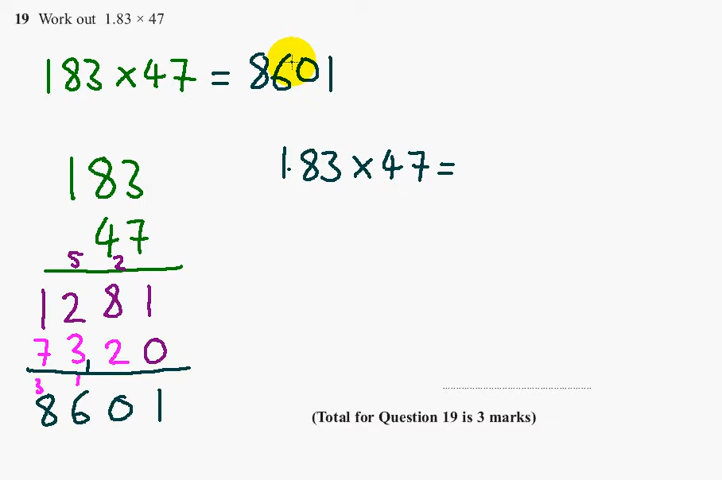 19 Work out 1.83 × 47
183 × 47 = 8601
183
1.83 × 47 =
47
5 2
1281
7320
3 1
8601
(Total for Question 19 is 3 marks)